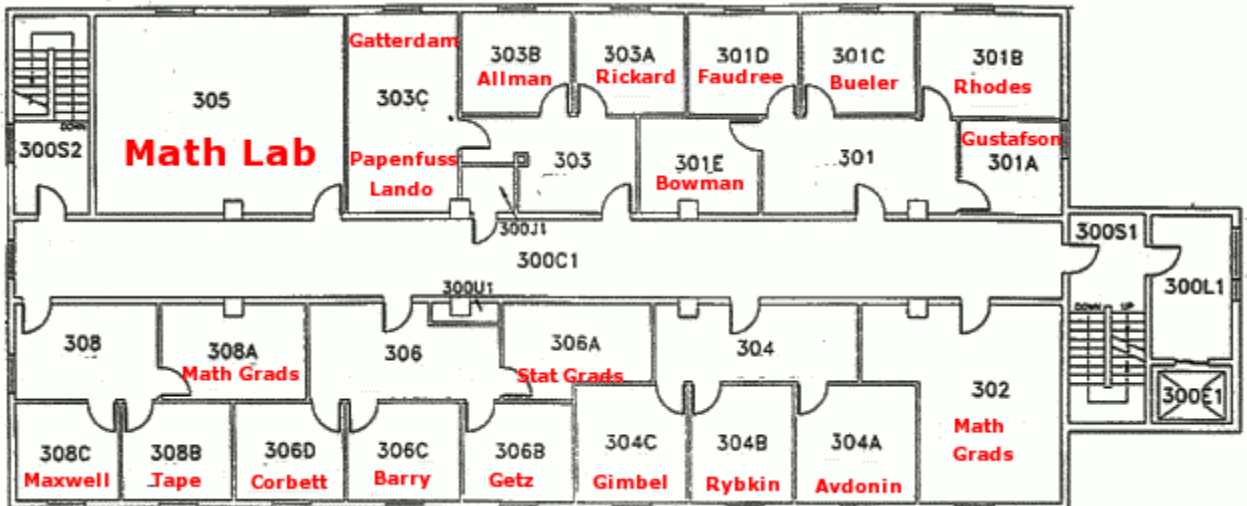 305
Math Lab
300S2
DOWN
Gatterdam
303C
Papenfuss
Lando
303B
Allman
303A
Rickard
301D
Faudree
301C
Bueler
301B
Rhodes
303
301E
Bowman
301
Gustafson
301A
300J1
300C1
300U1
300S1
DOWN
UP
300L1
300E1
308
308A
Math Grads
306
306A
Stat Grads
304
302
Math
Grads
308C
Maxwell
308B
Tape
306D
Corbett
306C
Barry
306B
Getz
304C
Gimbel
304B
Rybkin
304A
Avdonin